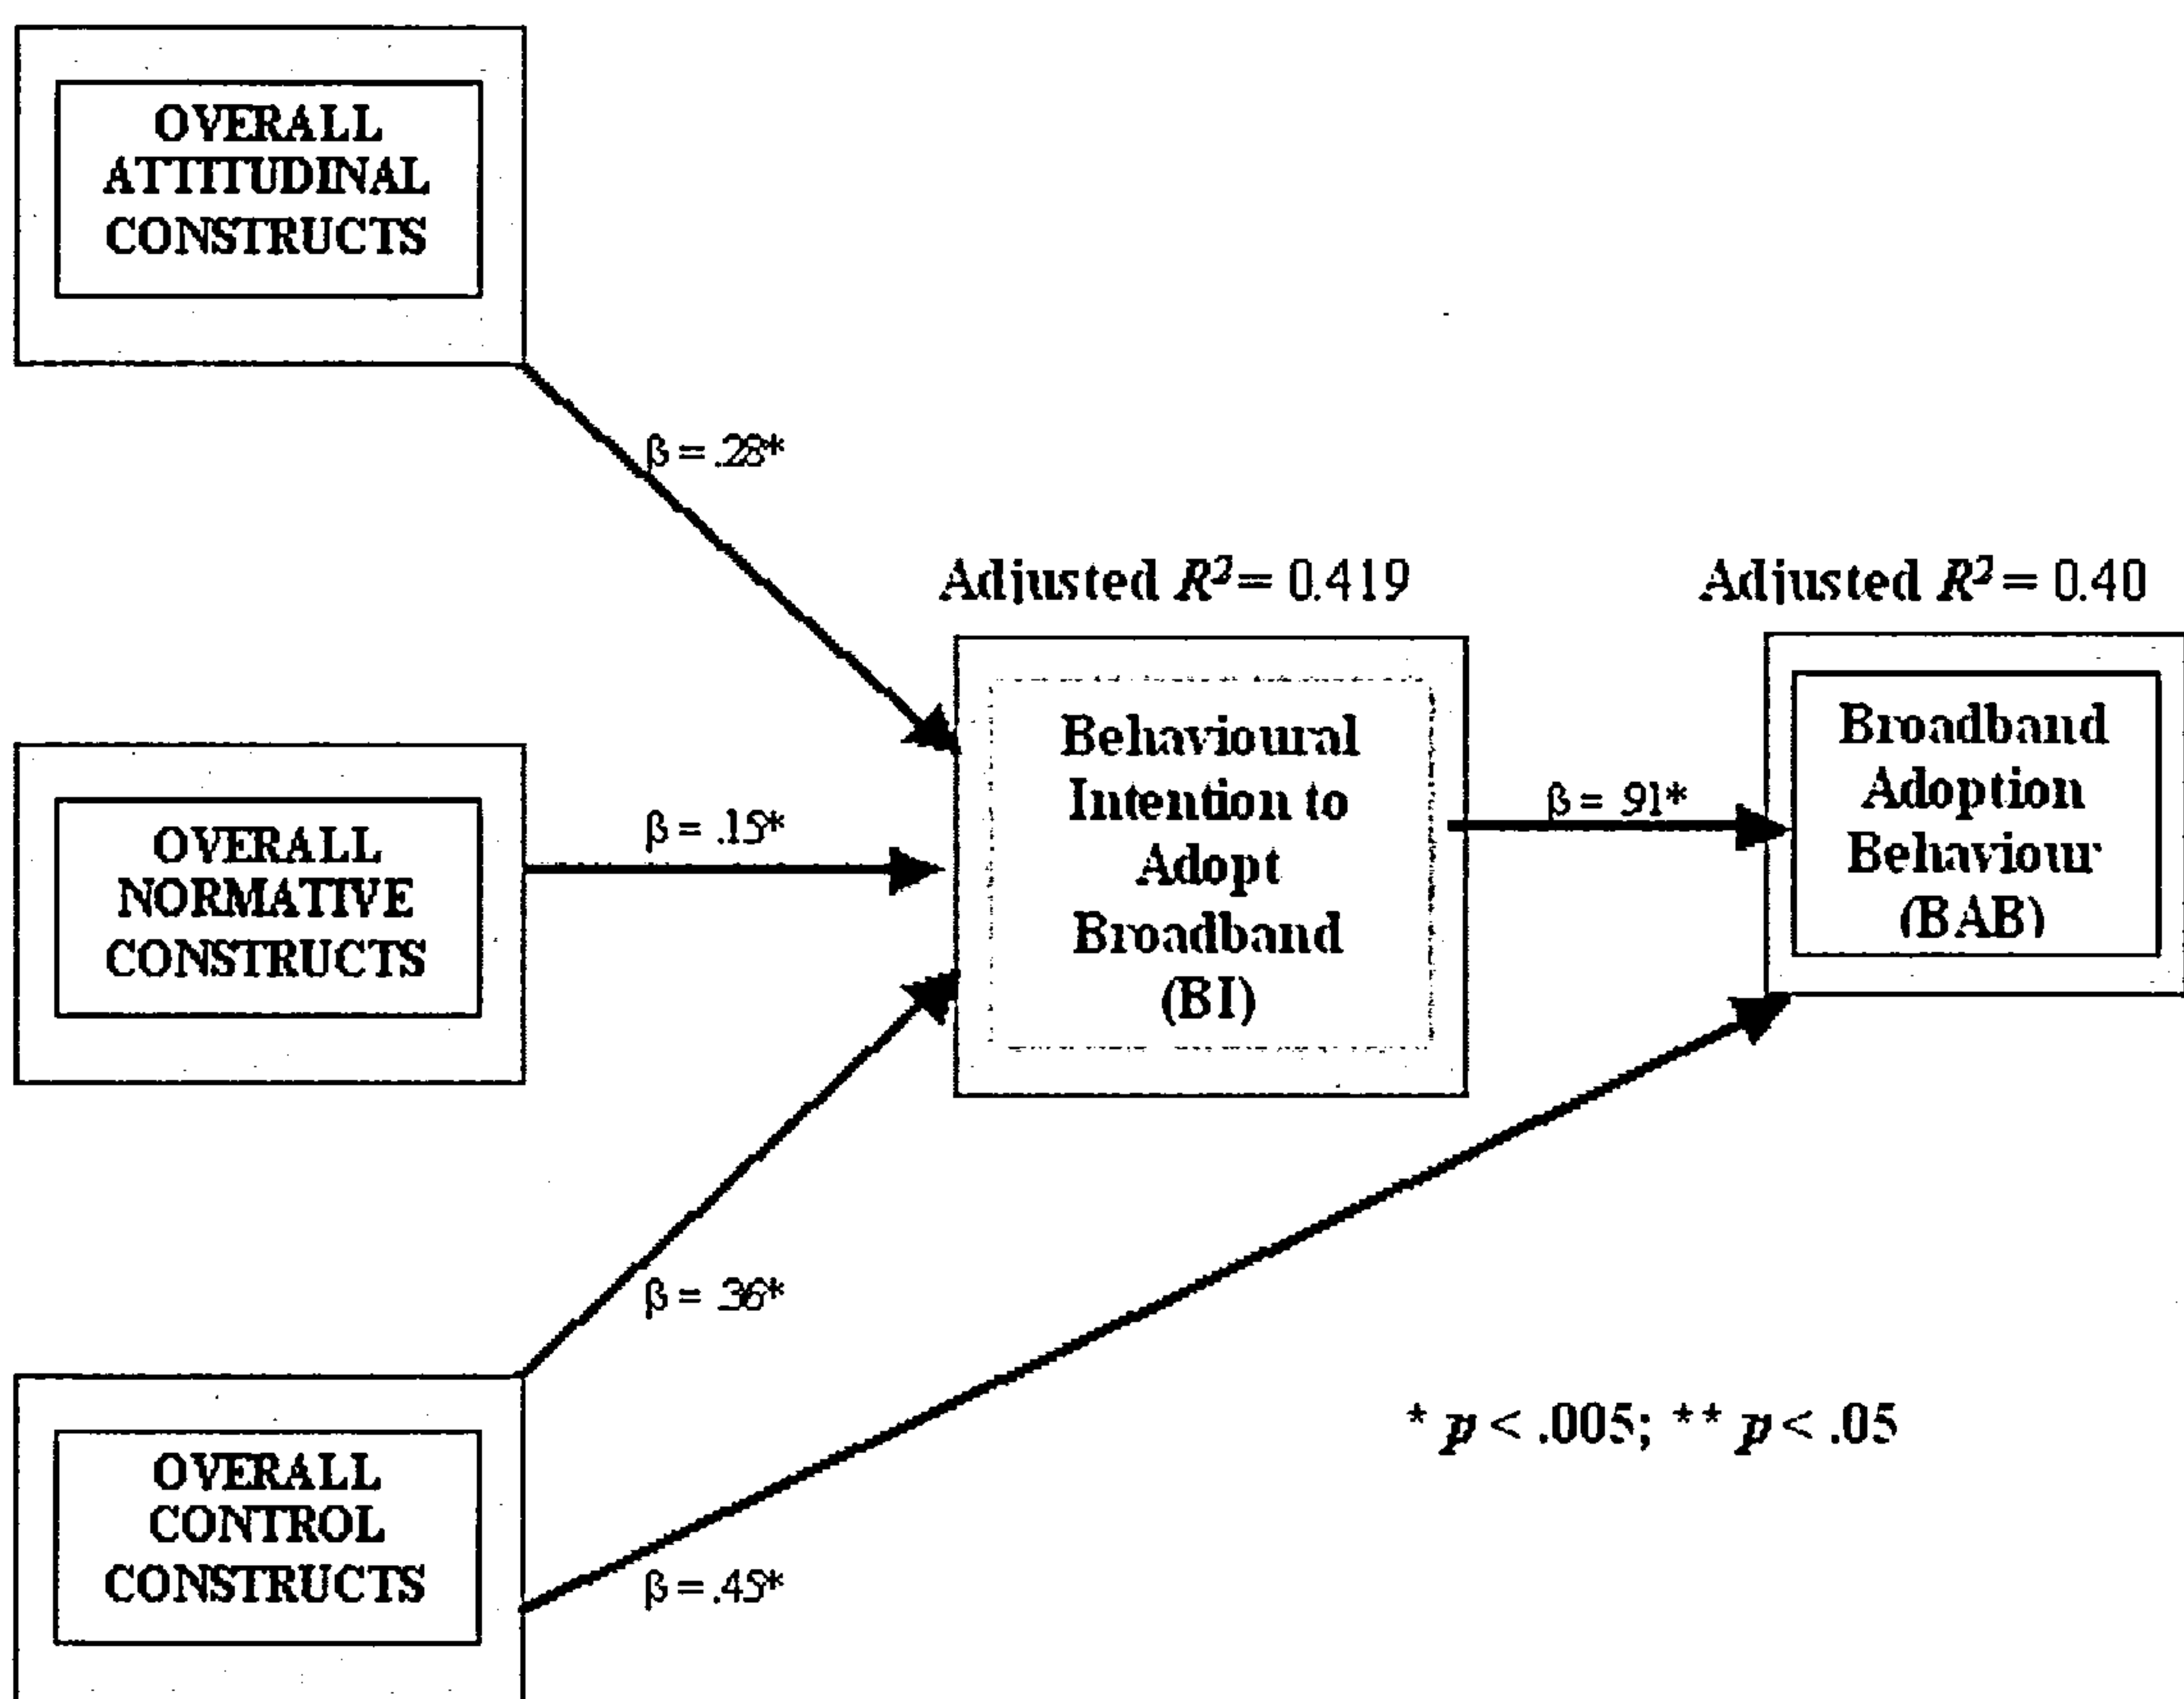 OVERALL
ATTITUDINAL
CONSTRUCTS
β = .28*
Adjusted R² = 0.419
Adjusted R² = 0.40
OVERALL
NORMATIVE
CONSTRUCTS
β = .15*
Behavioural
Intention to
Adopt
Broadband
(BI)
β = .91*
Broadband
Adoption
Behaviour
(BAB)
β = .36*
OVERALL
CONTROL
CONSTRUCTS
β = .45*
* p < .005; ** p < .05